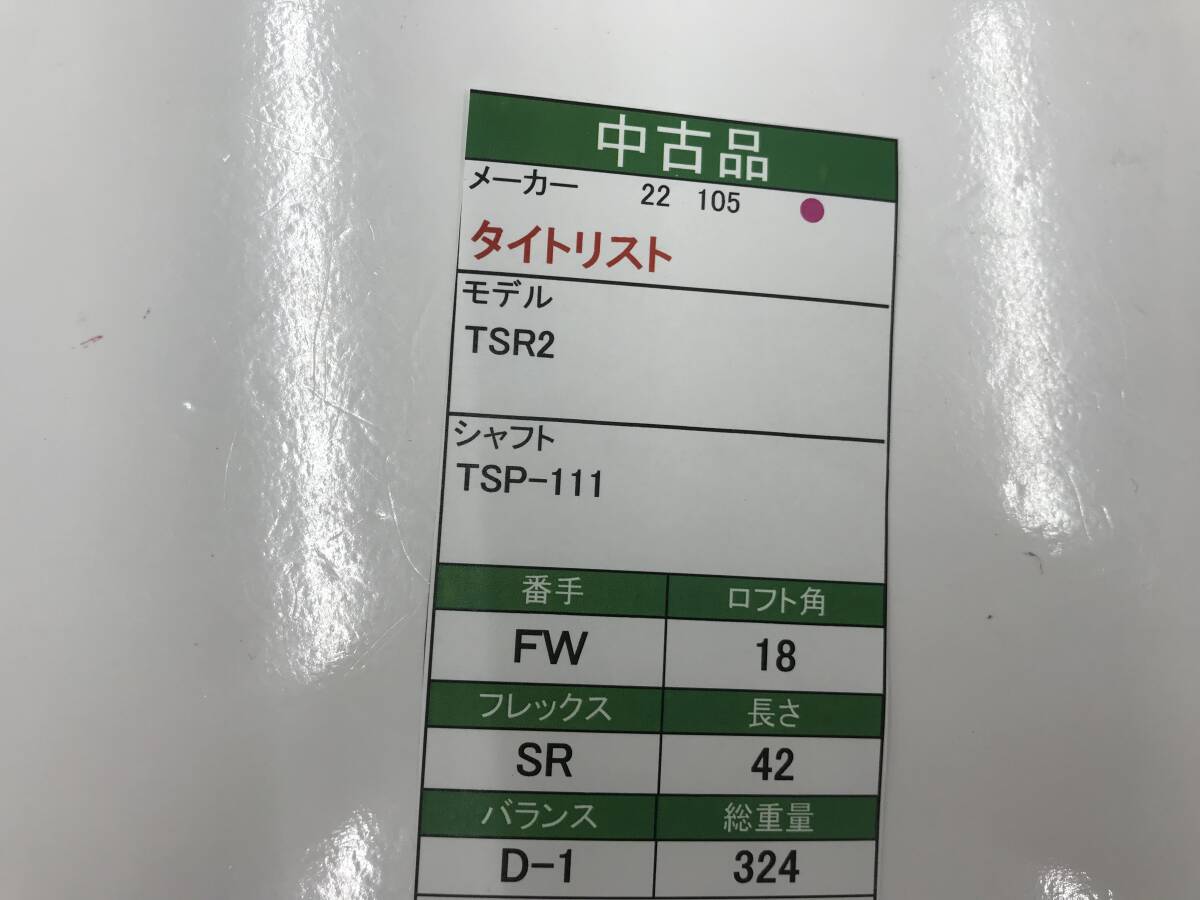 中古品
メーカー 22 105
タイトリスト
モデル
TSR2
シャフト
TSP-111
番手 ロフト角
FW 18
フレックス 長さ
SR 42
バランス 総重量
D-1 324